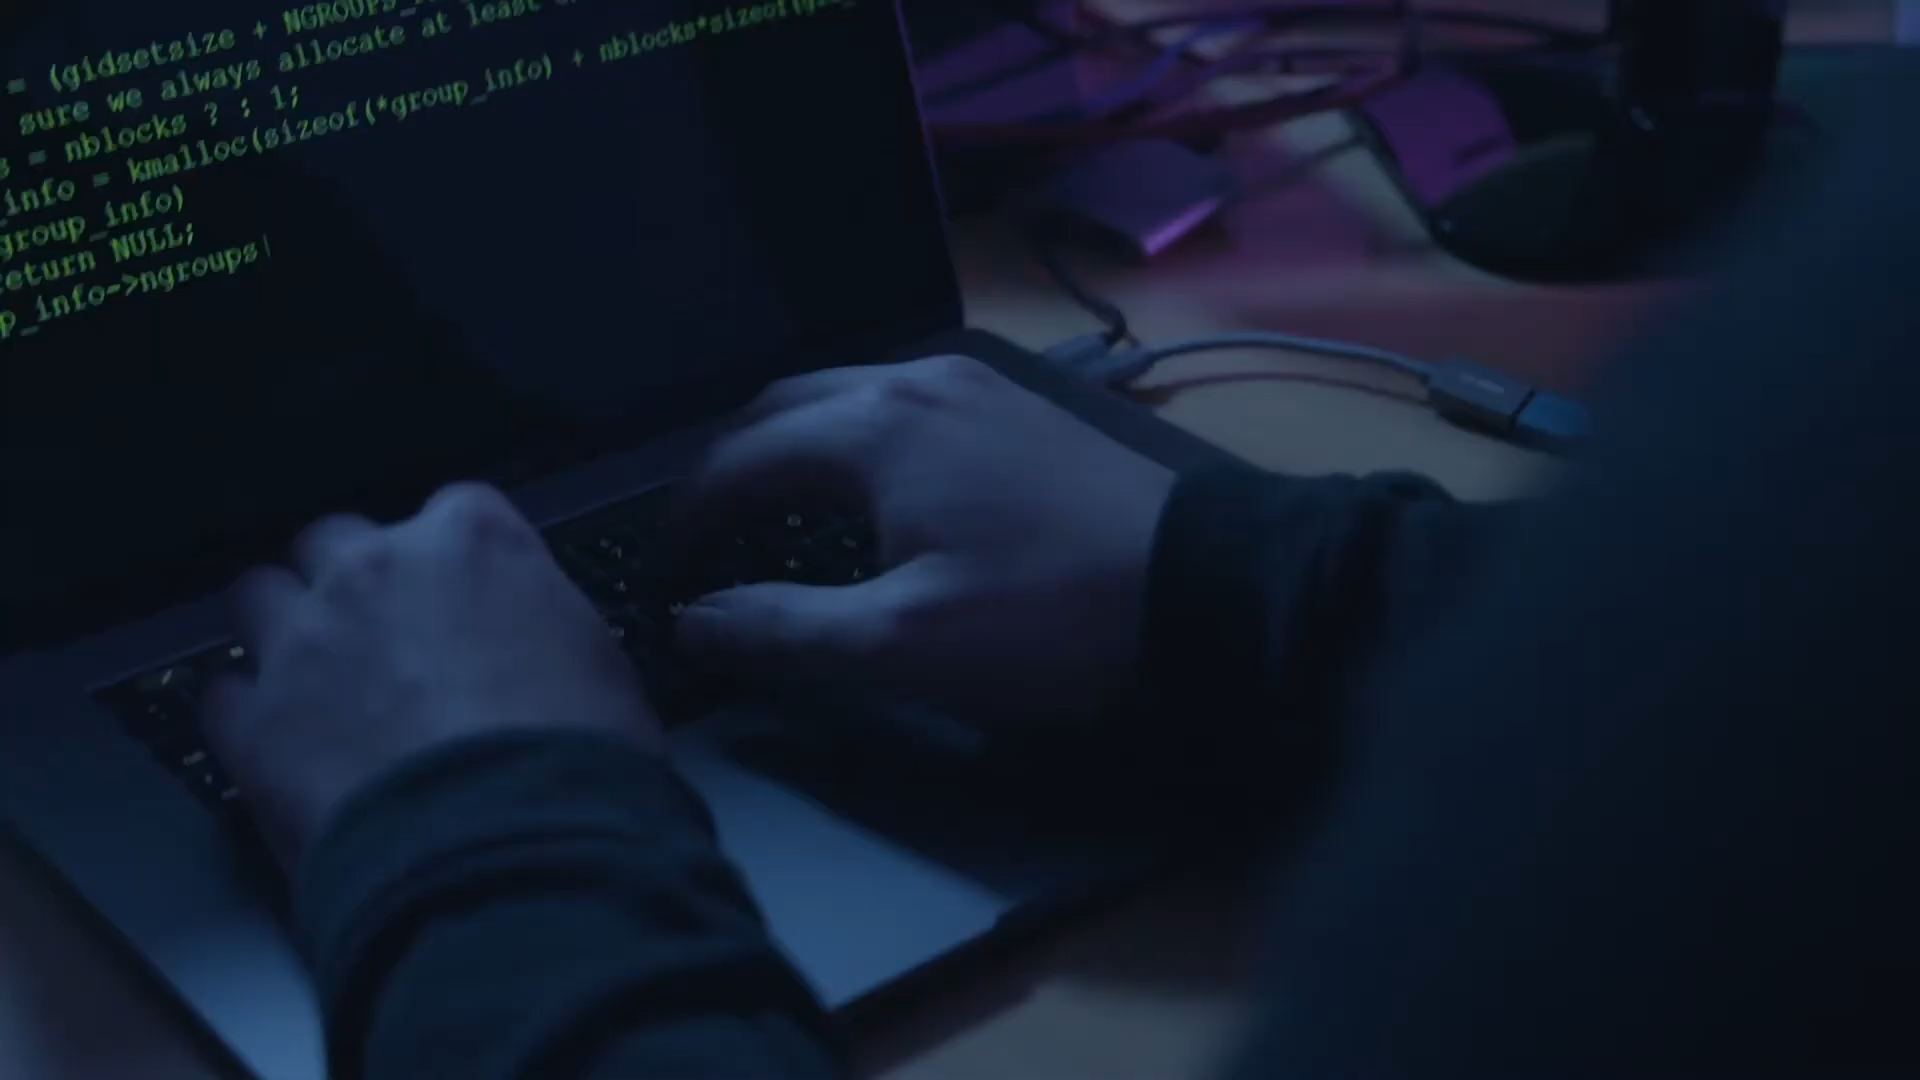 = (gidsetsize + NGROUPS_
sure we always allocate at least
= nblocks ? : 1;
_info = kmalloc(sizeof(*group_info) + nblocks*sizeof(
group_info)
return NULL;
p_info->ngroups